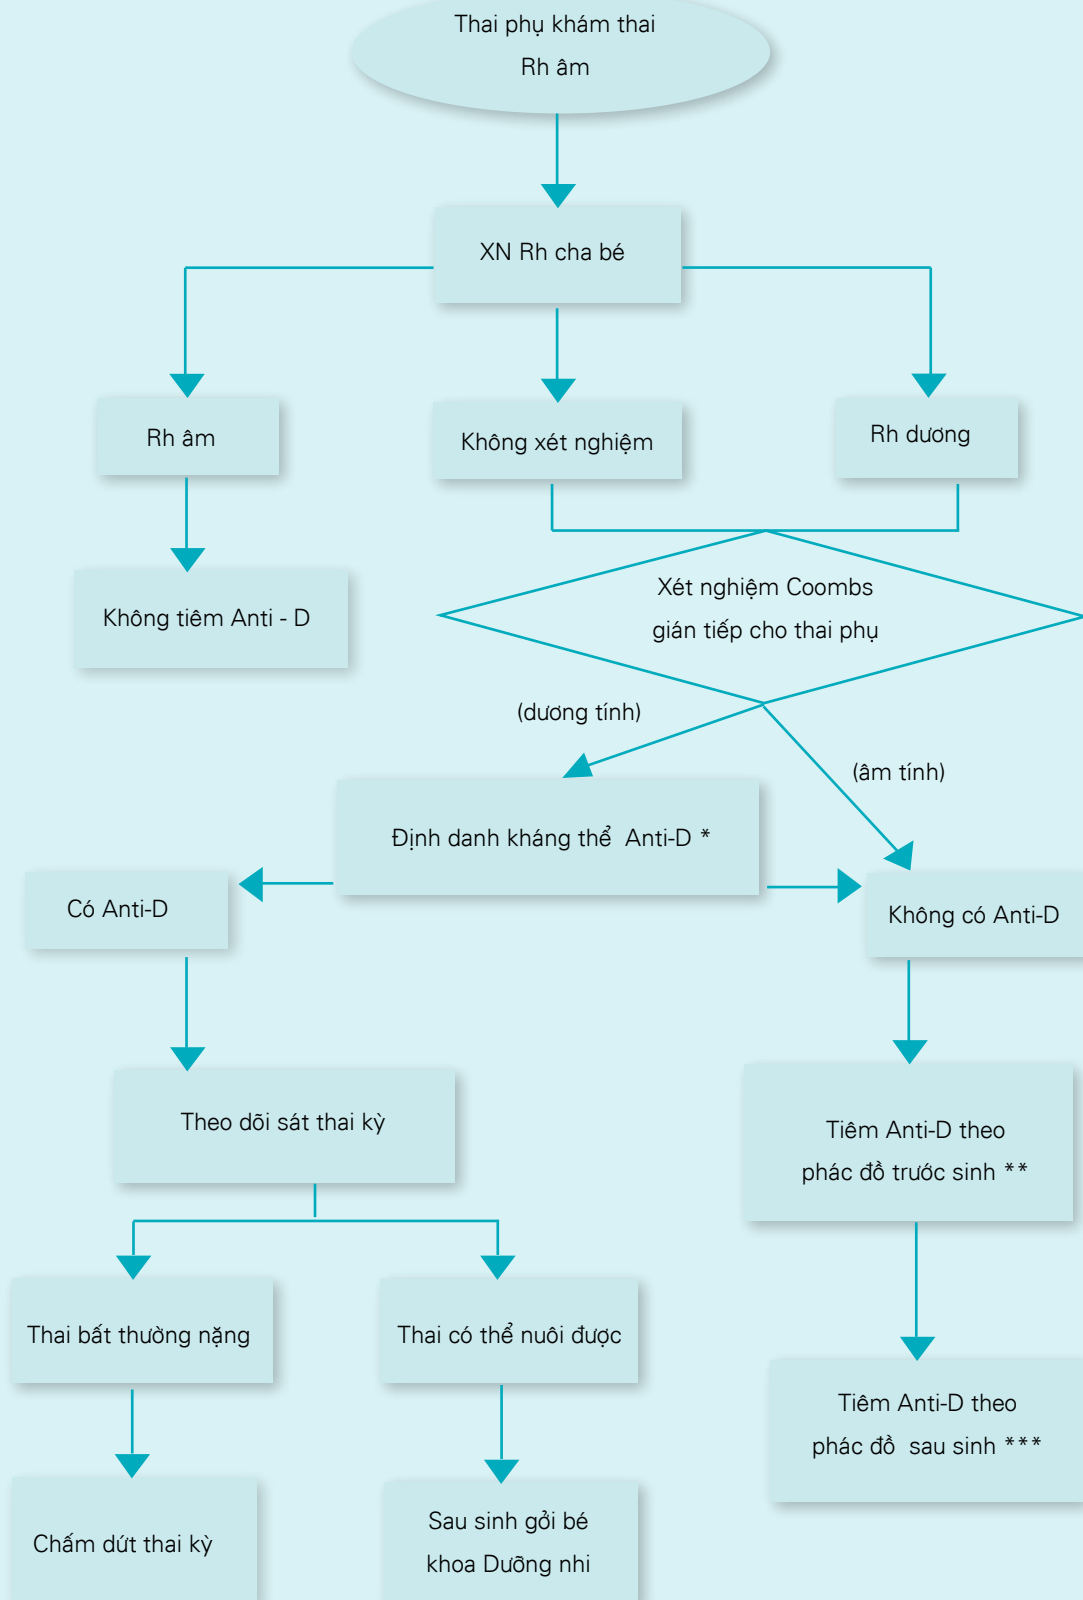 Thai phụ khám thai
Rh âm
XN Rh cha bé
Rh âm
Không xét nghiệm
Rh dương
Không tiêm Anti - D
Xét nghiệm Coombs
gián tiếp cho thai phụ
(dương tính)
(âm tính)
Định danh kháng thể Anti-D *
Có Anti-D
Không có Anti-D
Theo dõi sát thai kỳ
Tiêm Anti-D theo
phác đồ trước sinh **
Thai bất thường nặng
Thai có thể nuôi được
Tiêm Anti-D theo
phác đồ sau sinh ***
Chấm dứt thai kỳ
Sau sinh gởi bé
khoa Dưỡng nhi